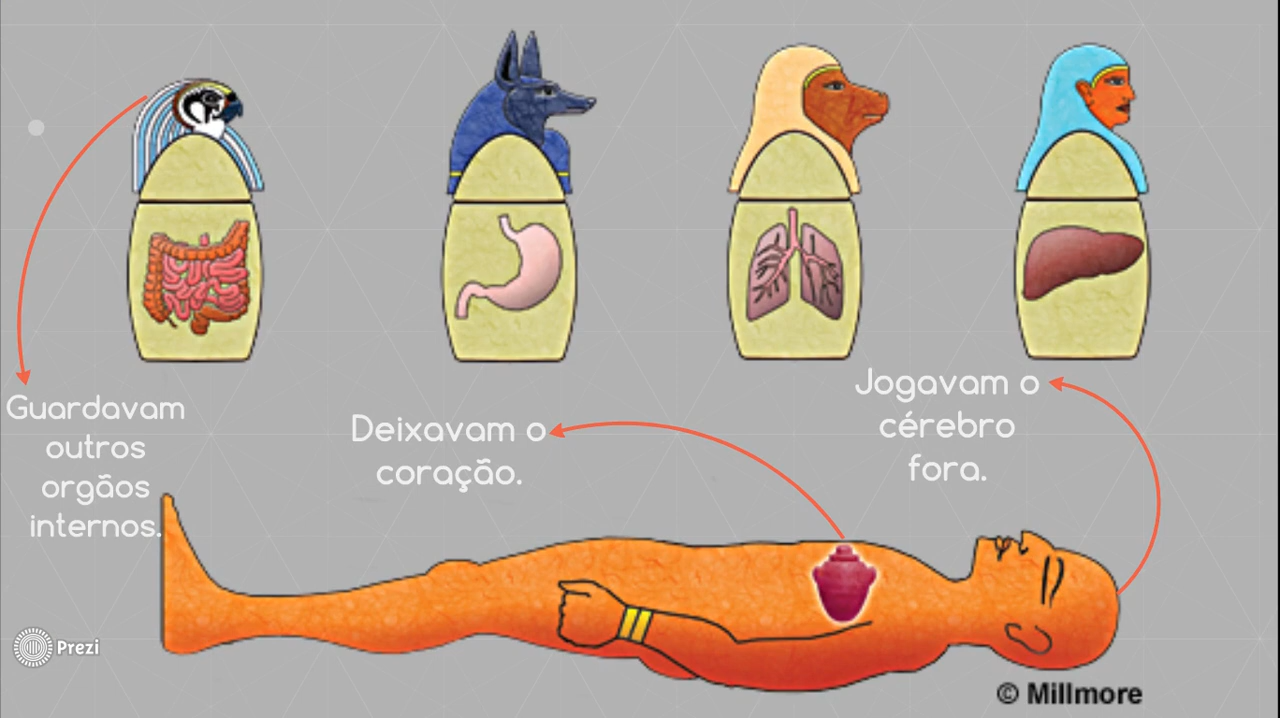 Guardavam
outros
orgãos
internos.
Deixavam o
coração.
Jogavam o
cérebro
fora.
Prezi
© Millmore